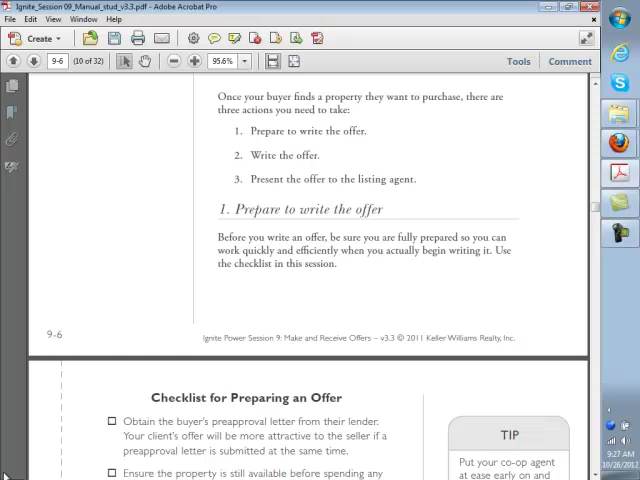 Ignite_Session 09_Manual_stud_v3.3.pdf - Adobe Acrobat Pro
File Edit View Window Help
Create
9-6 (10 of 32) 95.6% Tools Comment
Once your buyer finds a property they want to purchase, there are
three actions you need to take:
1. Prepare to write the offer.
2. Write the offer.
3. Present the offer to the listing agent.
1. Prepare to write the offer
Before you write an offer, be sure you are fully prepared so you can
work quickly and efficiently when you actually begin writing it. Use
the checklist in this session.
9-6
Ignite Power Session 9: Make and Receive Offers – v3.3 © 2011 Keller Williams Realty, Inc.
Checklist for Preparing an Offer
Obtain the buyer's preapproval letter from their lender.
Your client's offer will be more attractive to the seller if a
preapproval letter is submitted at the same time.
Ensure the property is still available before spending any
TIP
Put your co-op agent
at ease early on and
9:27 AM
10/26/2012